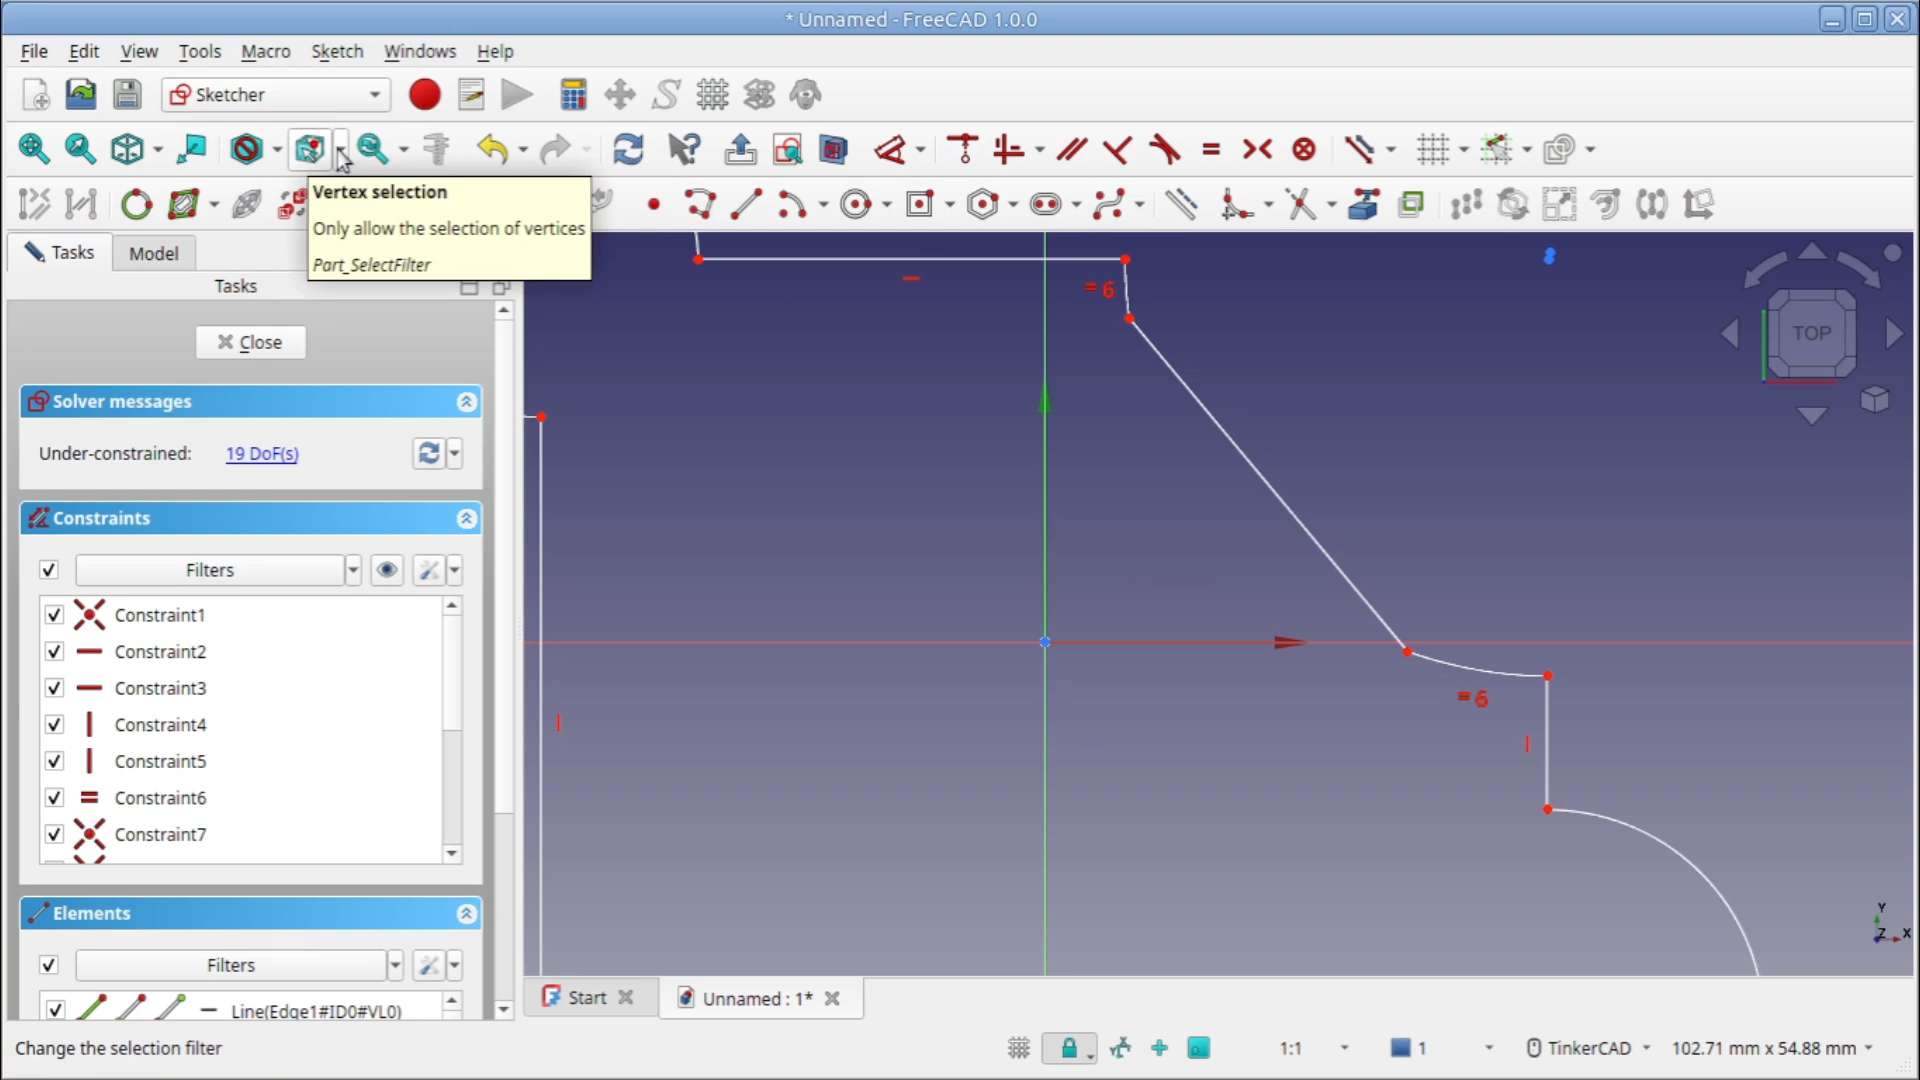 * Unnamed - FreeCAD 1.0.0
File Edit View Tools Macro Sketch Windows Help
Sketcher
Vertex selection
Only allow the selection of vertices
Part_SelectFilter
Tasks Model
Tasks
Close
Solver messages
Under-constrained: 19 DoF(s)
Constraints
Filters
Constraint1
Constraint2
Constraint3
Constraint4
Constraint5
Constraint6
Constraint7
Elements
Filters
Line(Edge1#ID0#VL0)
= 6
= 6
TOP
Y
Z X
Start Unnamed : 1*
Change the selection filter
1:1 1 TinkerCAD 102.71 mm x 54.88 mm